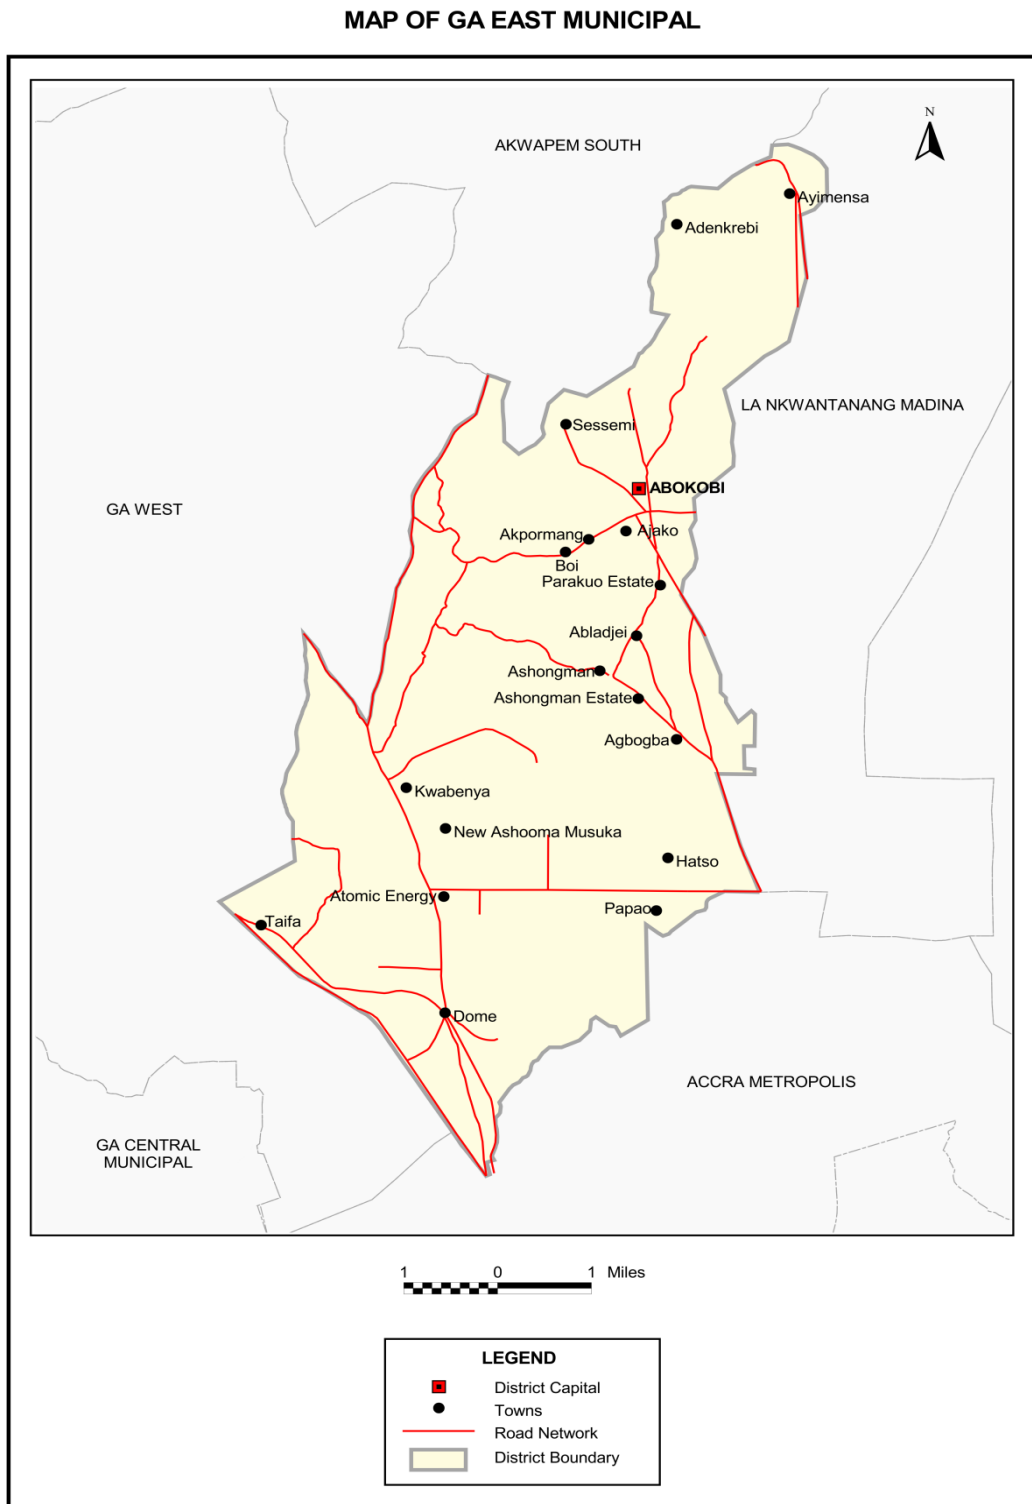 MAP OF GA EAST MUNICIPAL
N
AKWAPEM SOUTH
Ayimensa
Adenkrebi
LA NKWANTANANG MADINA
Sessemi
ABOKOBI
GA WEST
Ajako
Akpormang
Boi
Parakuo Estate
Abladjei
Ashongman
Ashongman Estate
Agbogba
Kwabenya
New Ashooma Musuka
Hatso
Atomic Energy
Papao
Taifa
Dome
ACCRA METROPOLIS
GA CENTRAL
MUNICIPAL
1 0 1 Miles
LEGEND
District Capital
Towns
Road Network
District Boundary